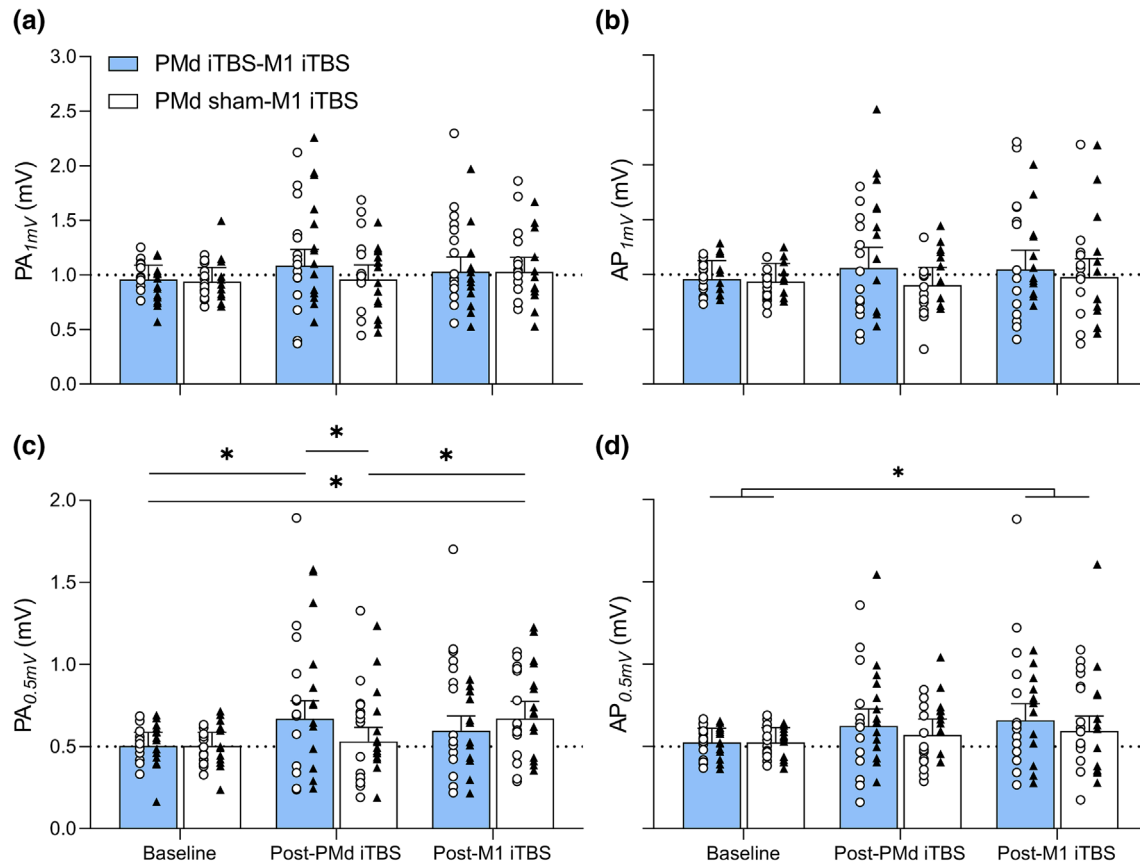 (a)
(b)
PMd iTBS-M1 iTBS
PMd sham-M1 iTBS
3.0
2.5
2.0
1.5
1.0
0.5
0.0
PA1mV (mV)
AP1mV (mV)
(c)
(d)
*
*
*
*
*
2.0
1.5
1.0
0.5
0.0
PA0.5mV (mV)
AP0.5mV (mV)
Baseline Post-PMd iTBS Post-M1 iTBS
Baseline Post-PMd iTBS Post-M1 iTBS